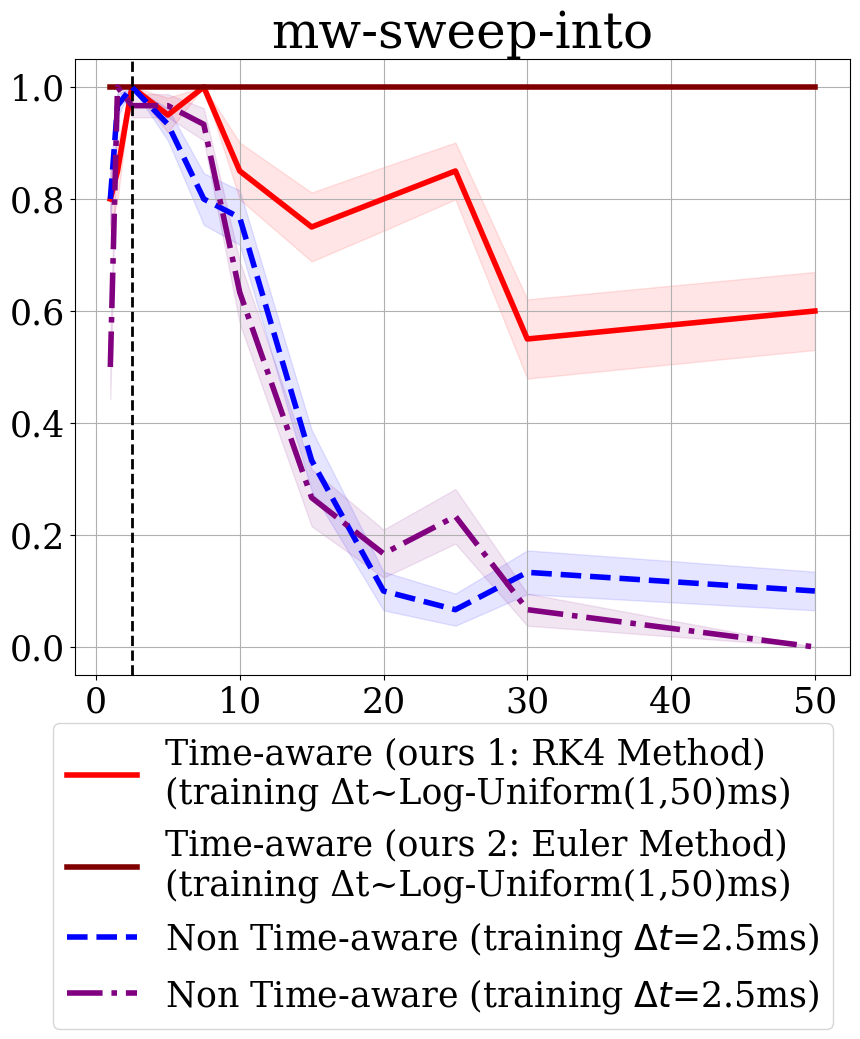 mw-sweep-into
1.0
0.8
0.6
0.4
0.2
0.0
0 10 20 30 40 50
Time-aware (ours 1: RK4 Method)
(training Δt~Log-Uniform(1,50)ms)
Time-aware (ours 2: Euler Method)
(training Δt~Log-Uniform(1,50)ms)
Non Time-aware (training Δt=2.5ms)
Non Time-aware (training Δt=2.5ms)